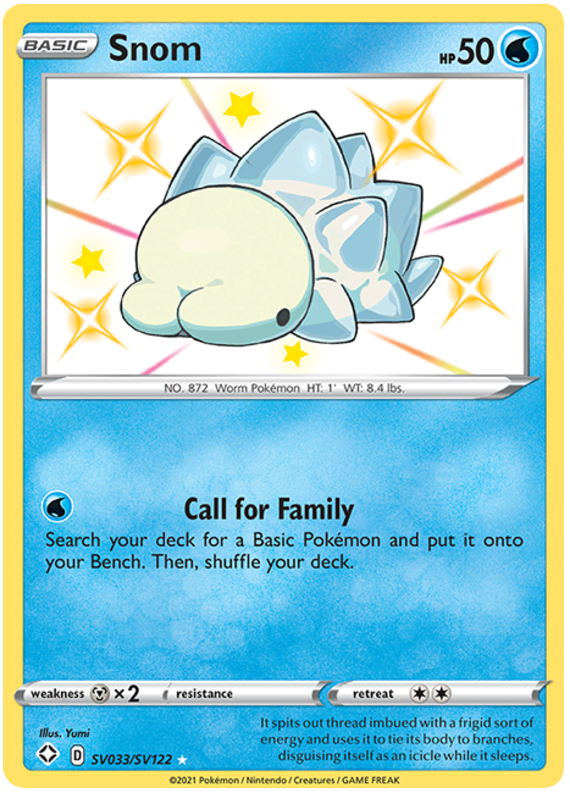 BASIC Snom HP 50
NO. 872 Worm Pokémon HT: 1' WT: 8.4 lbs.
Call for Family
Search your deck for a Basic Pokémon and put it onto
your Bench. Then, shuffle your deck.
weakness ×2 resistance retreat
Illus. Yumi
D SV033/SV122
It spits out thread imbued with a frigid sort of
energy and uses it to tie its body to branches,
disguising itself as an icicle while it sleeps.
©2021 Pokémon / Nintendo / Creatures / GAME FREAK